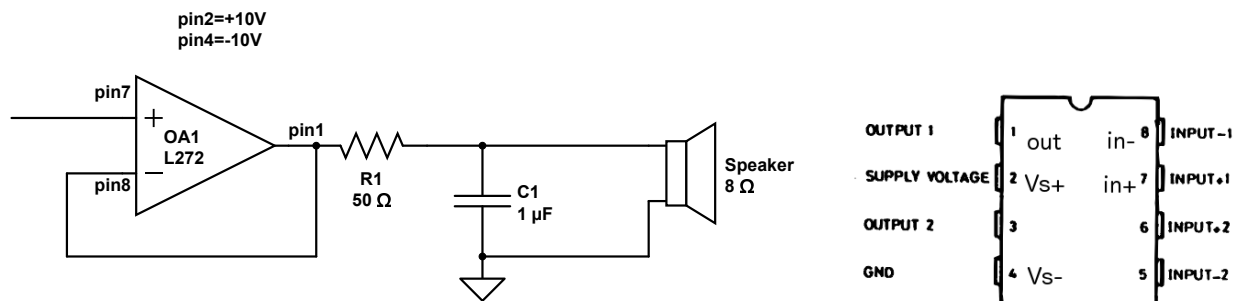 pin2=+10V
pin4=-10V
pin7
+
OA1
L272
−
pin8
pin1
R1
50 Ω
C1
1 µF
Speaker
8 Ω
OUTPUT 1 1 out in- 8 INPUT-1
SUPPLY VOLTAGE 2 Vs+ in+ 7 INPUT+1
OUTPUT 2 3 6 INPUT+2
GND 4 Vs- 5 INPUT-2